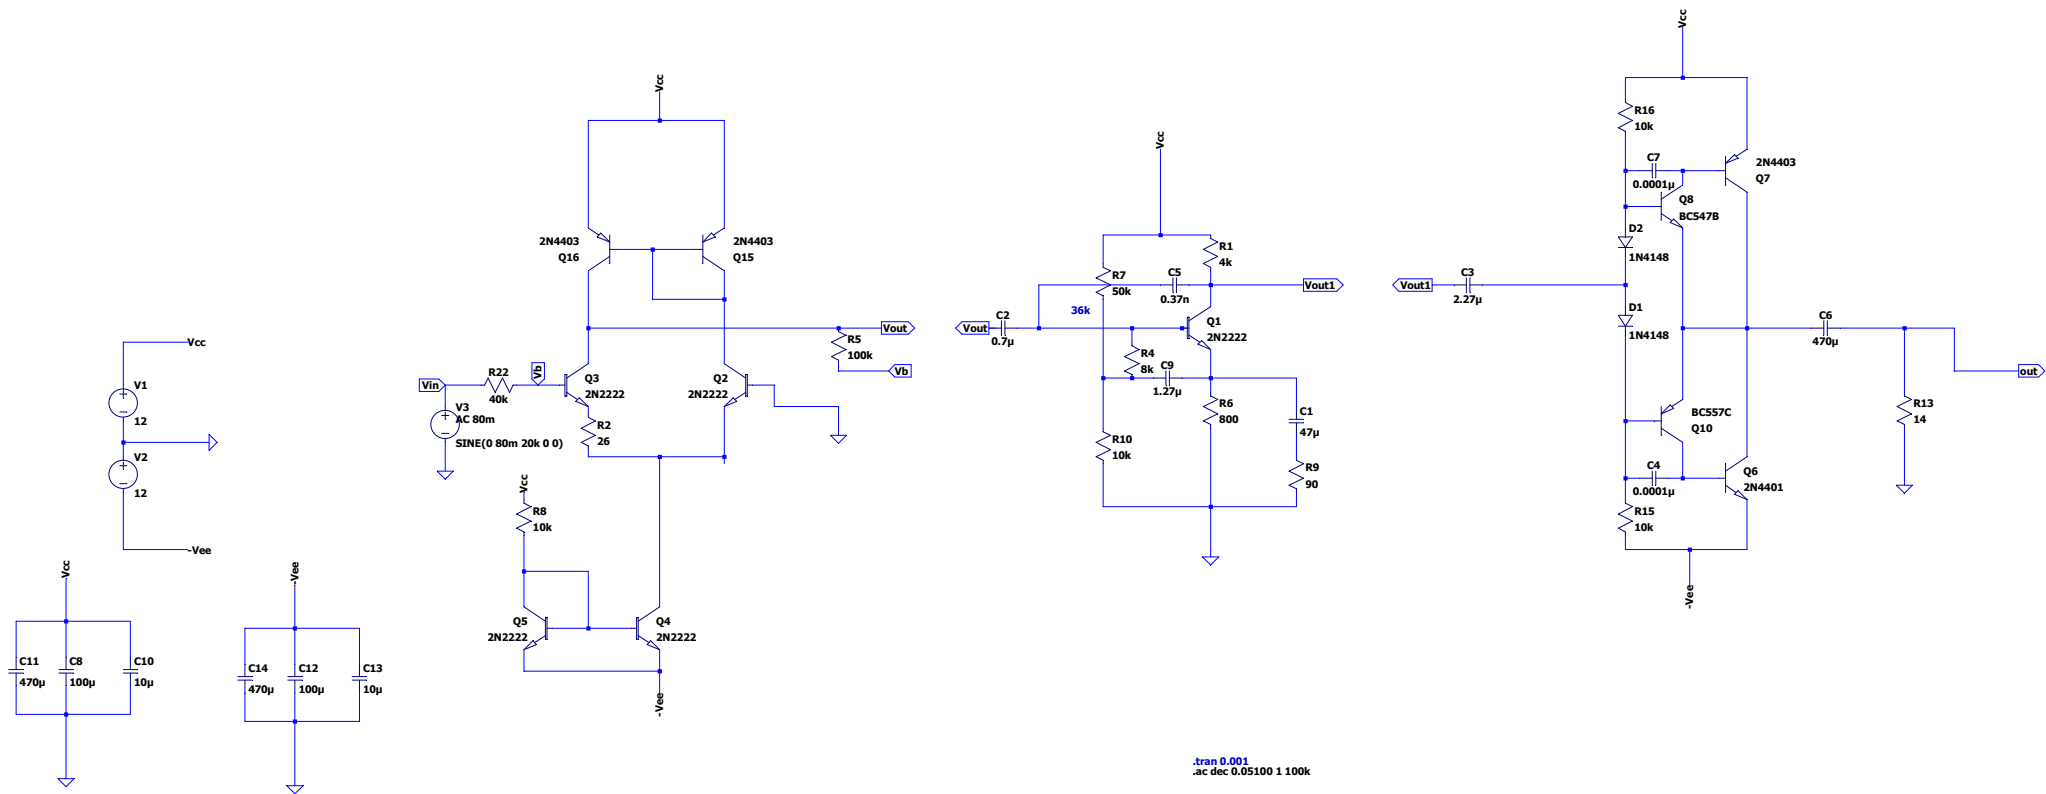 Vcc
V1
12
V2
12
-Vee
Vcc
C11
470µ
C8
100µ
C10
10µ
-Vee
C14
470µ
C12
100µ
C13
10µ
Vcc
2N4403
Q16
2N4403
Q15
Vout
R5
100k
Vb
Vin
R22
40k
Vb
Q3
2N2222
Q2
2N2222
V3
AC 80m
SINE(0 80m 20k 0 0)
R2
26
Vcc
R8
10k
Q5
2N2222
Q4
2N2222
-Vee
Vcc
R1
4k
R7
50k
C5
0.37n
Vout1
36k
Vout
C2
0.7µ
Q1
2N2222
R4
8k
C9
1.27µ
R6
800
C1
47µ
R10
10k
R9
90
Vcc
R16
10k
C7
0.0001µ
2N4403
Q7
Q8
BC547B
D2
1N4148
Vout1
C3
2.27µ
D1
1N4148
C6
470µ
out
R13
14
BC557C
Q10
C4
0.0001µ
Q6
2N4401
R15
10k
-Vee
.tran 0.001
.ac dec 0.05100 1 100k